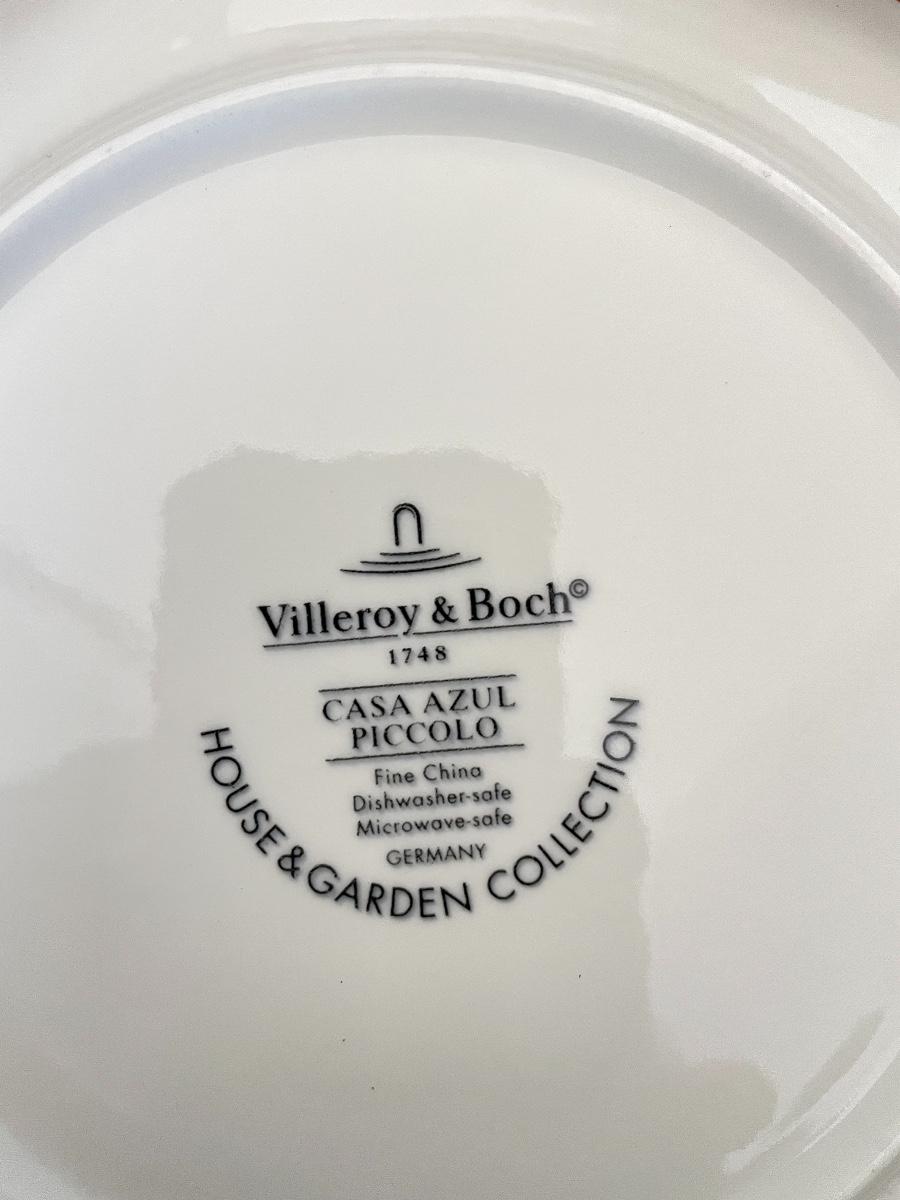 Villeroy & Boch©
1748
CASA AZUL
PICCOLO
Fine China
Dishwasher-safe
Microwave-safe
GERMANY
HOUSE & GARDEN COLLECTION